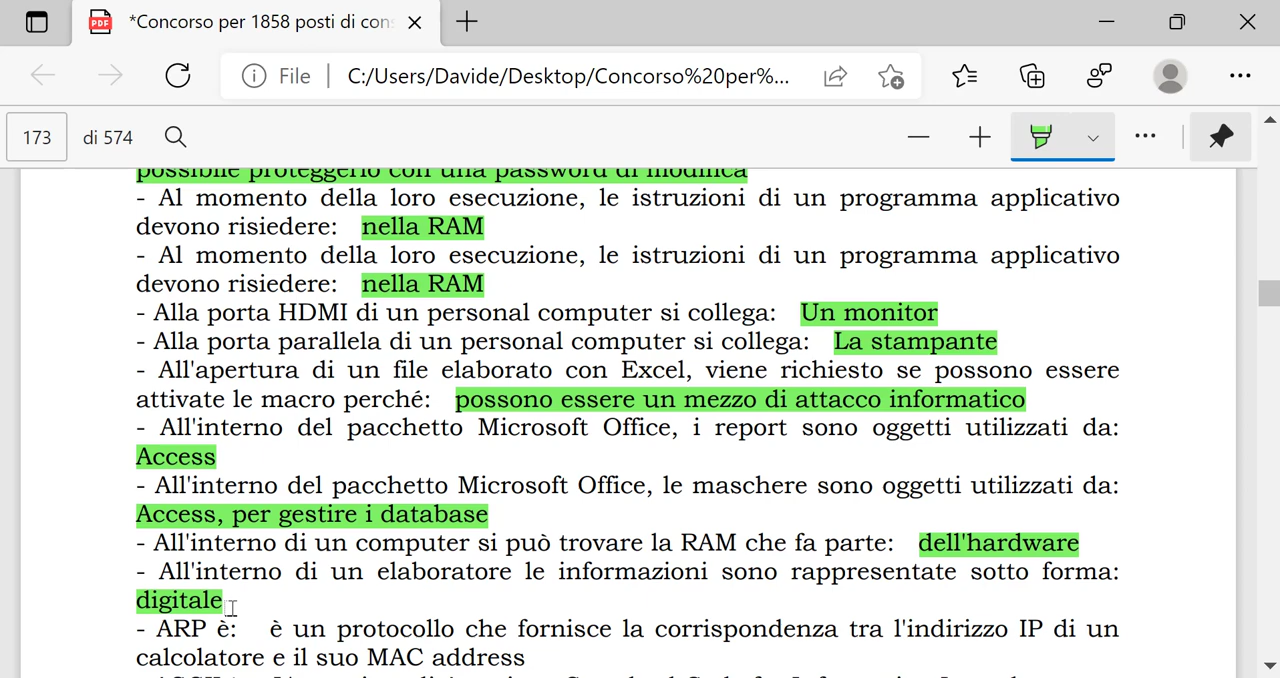 PDF *Concorso per 1858 posti di con
File C:/Users/Davide/Desktop/Concorso%20per%...
173 di 574
possibile proteggerlo con una password di modifica
- Al momento della loro esecuzione, le istruzioni di un programma applicativo
devono risiedere: nella RAM
- Al momento della loro esecuzione, le istruzioni di un programma applicativo
devono risiedere: nella RAM
- Alla porta HDMI di un personal computer si collega: Un monitor
- Alla porta parallela di un personal computer si collega: La stampante
- All'apertura di un file elaborato con Excel, viene richiesto se possono essere
attivate le macro perché: possono essere un mezzo di attacco informatico
- All'interno del pacchetto Microsoft Office, i report sono oggetti utilizzati da:
Access
- All'interno del pacchetto Microsoft Office, le maschere sono oggetti utilizzati da:
Access, per gestire i database
- All'interno di un computer si può trovare la RAM che fa parte: dell'hardware
- All'interno di un elaboratore le informazioni sono rappresentate sotto forma:
digitale
- ARP è: è un protocollo che fornisce la corrispondenza tra l'indirizzo IP di un
calcolatore e il suo MAC address